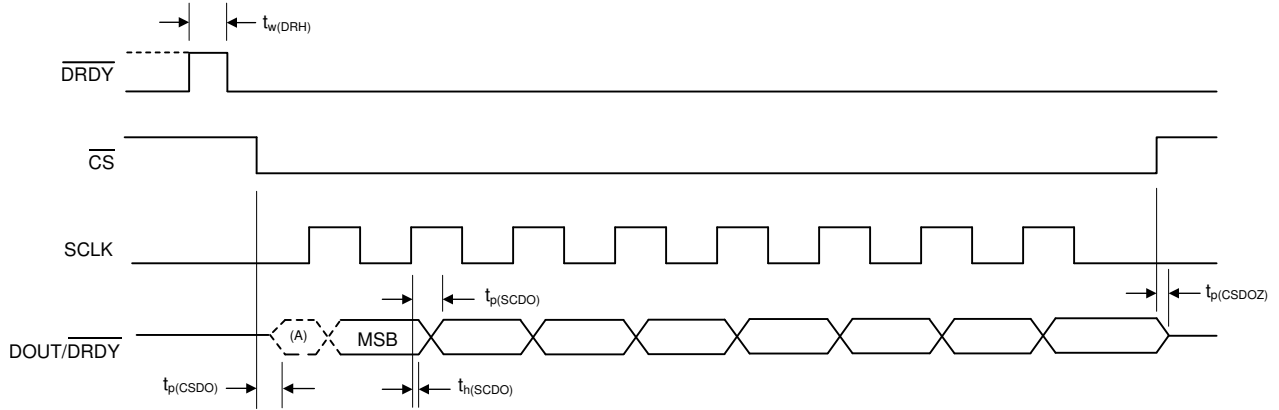 tw(DRH)
DRDY
CS
SCLK
tp(SCDO)
tp(CSDOZ)
(A)
MSB
DOUT/DRDY
tp(CSDO)
th(SCDO)